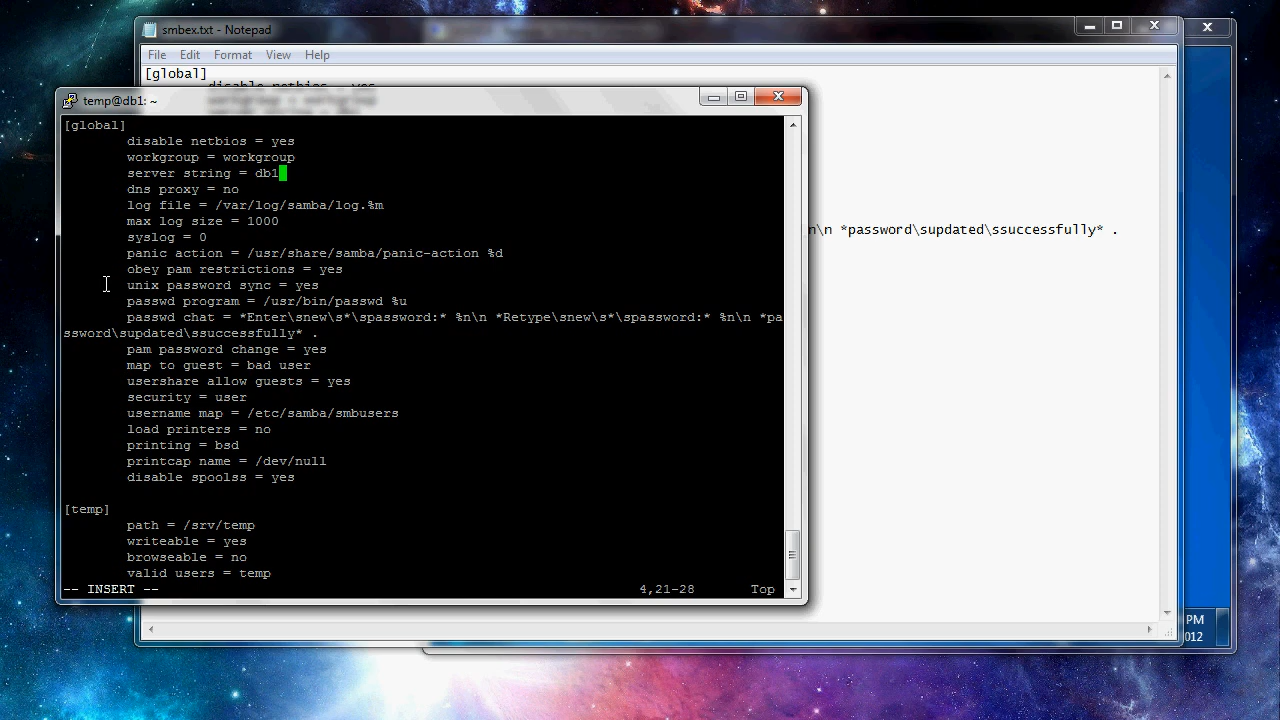 smbex.txt - Notepad
File Edit Format View Help
[global]
temp@db1: ~
[global]
disable netbios = yes
workgroup = workgroup
server string = db1
dns proxy = no
log file = /var/log/samba/log.%m
max log size = 1000
syslog = 0
panic action = /usr/share/samba/panic-action %d
obey pam restrictions = yes
unix password sync = yes
passwd program = /usr/bin/passwd %u
passwd chat = *Enter\snew\s*\spassword:* %n\n *Retype\snew\s*\spassword:* %n\n *pa
ssword\supdated\ssuccessfully* .
pam password change = yes
map to guest = bad user
usershare allow guests = yes
security = user
username map = /etc/samba/smbusers
load printers = no
printing = bsd
printcap name = /dev/null
disable spoolss = yes
[temp]
path = /srv/temp
writeable = yes
browseable = no
valid users = temp
-- INSERT -- 4,21-28 Top
n\n *password\supdated\ssuccessfully* .
PM
012